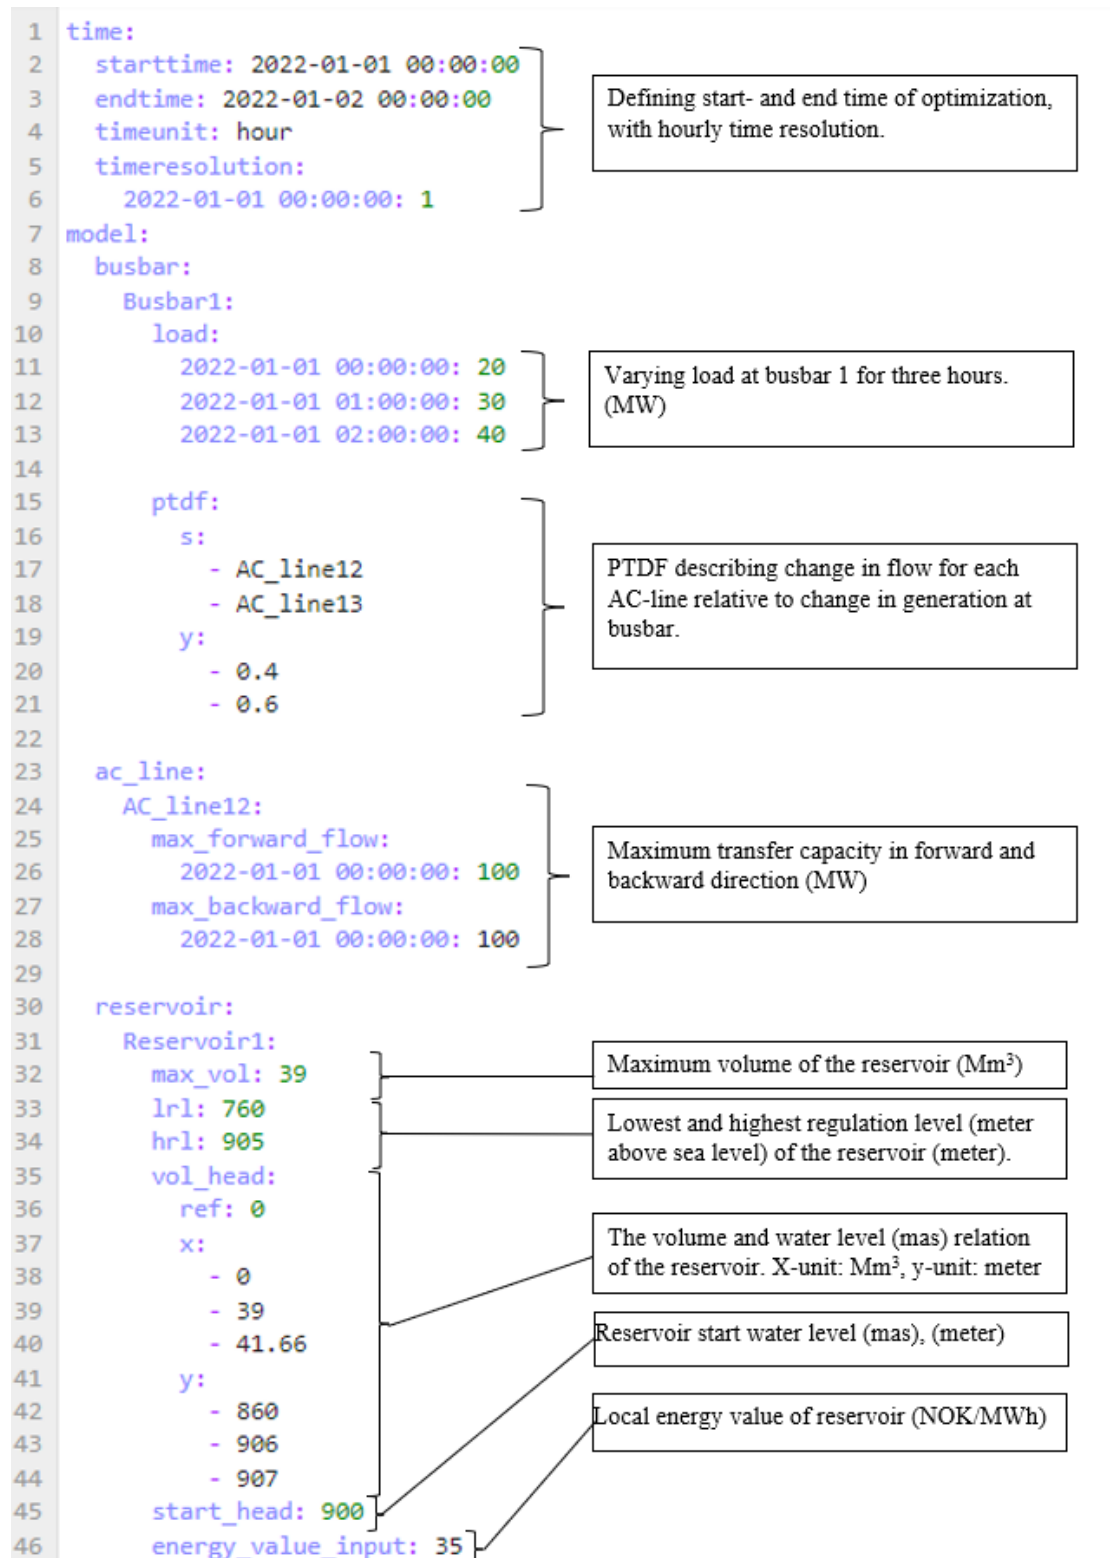 1 time:
2 starttime: 2022-01-01 00:00:00
3 endtime: 2022-01-02 00:00:00
4 timeunit: hour
5 timeresolution:
6 2022-01-01 00:00:00: 1
Defining start- and end time of optimization,
with hourly time resolution.
7 model:
8 busbar:
9 Busbar1:
10 load:
11 2022-01-01 00:00:00: 20
12 2022-01-01 01:00:00: 30
13 2022-01-01 02:00:00: 40
Varying load at busbar 1 for three hours.
(MW)
14
15 ptdf:
16 s:
17 - AC_line12
18 - AC_line13
19 y:
20 - 0.4
21 - 0.6
PTDF describing change in flow for each
AC-line relative to change in generation at
busbar.
22
23 ac_line:
24 AC_line12:
25 max_forward_flow:
26 2022-01-01 00:00:00: 100
27 max_backward_flow:
28 2022-01-01 00:00:00: 100
Maximum transfer capacity in forward and
backward direction (MW)
29
30 reservoir:
31 Reservoir1:
32 max_vol: 39
Maximum volume of the reservoir (Mm³)
33 lrl: 760
34 hrl: 905
Lowest and highest regulation level (meter
above sea level) of the reservoir (meter).
35 vol_head:
36 ref: 0
37 x:
38 - 0
39 - 39
40 - 41.66
41 y:
42 - 860
43 - 906
44 - 907
The volume and water level (mas) relation
of the reservoir. X-unit: Mm³, y-unit: meter
45 start_head: 900
Reservoir start water level (mas), (meter)
46 energy_value_input: 35
Local energy value of reservoir (NOK/MWh)